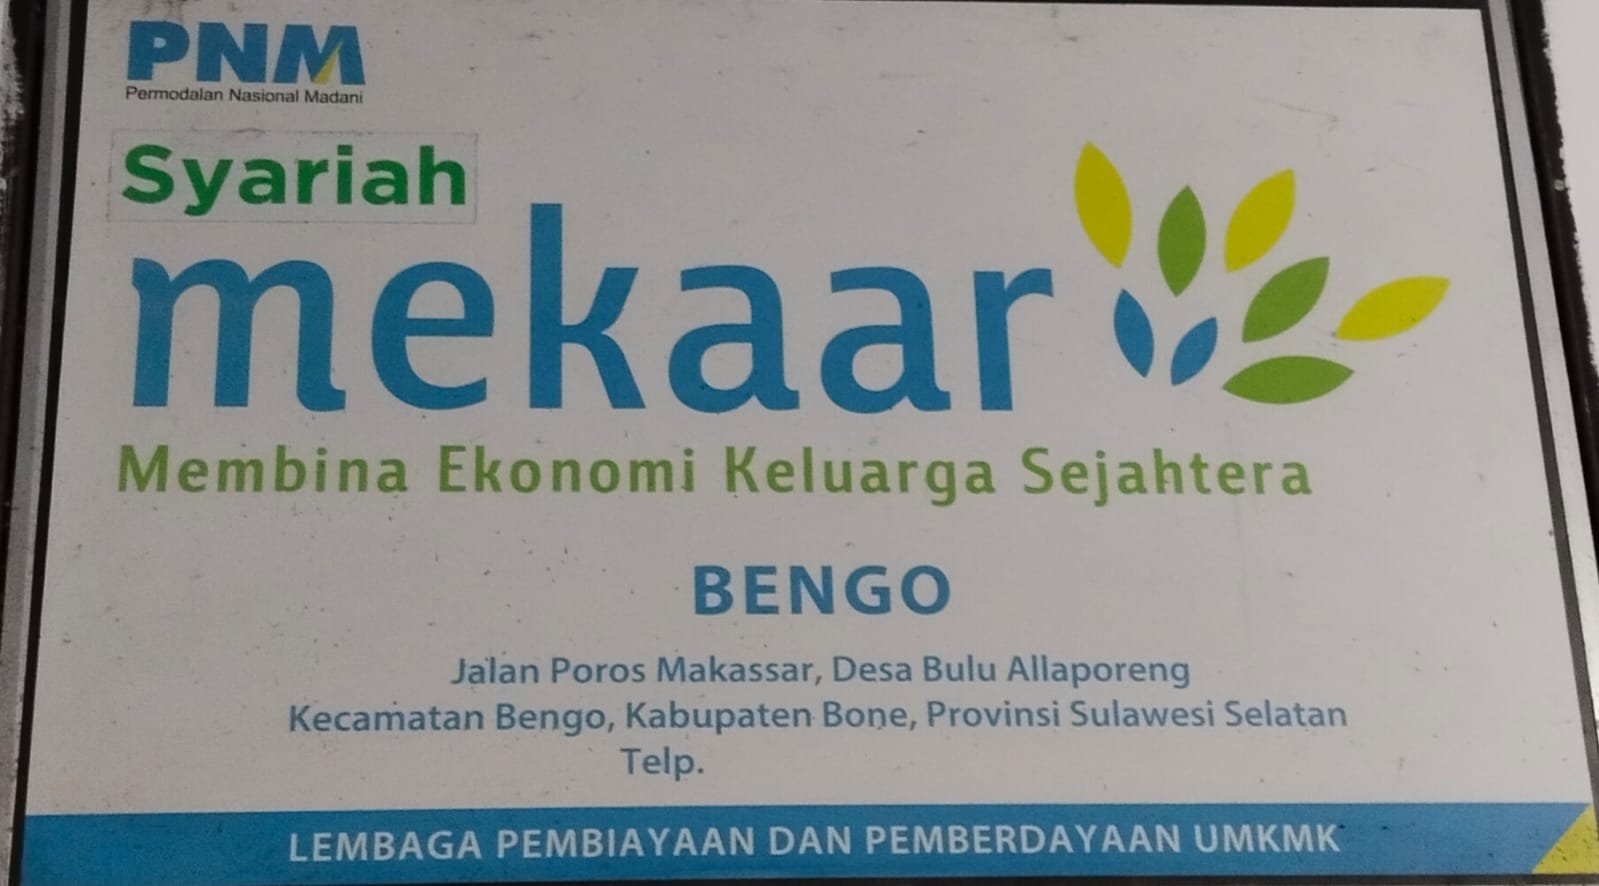 PNM
Permodalan Nasional Madani
Syariah
mekaar
Membina Ekonomi Keluarga Sejahtera
BENGO
Jalan Poros Makassar, Desa Bulu Allaporeng
Kecamatan Bengo, Kabupaten Bone, Provinsi Sulawesi Selatan
Telp.
LEMBAGA PEMBIAYAAN DAN PEMBERDAYAAN UMKMK